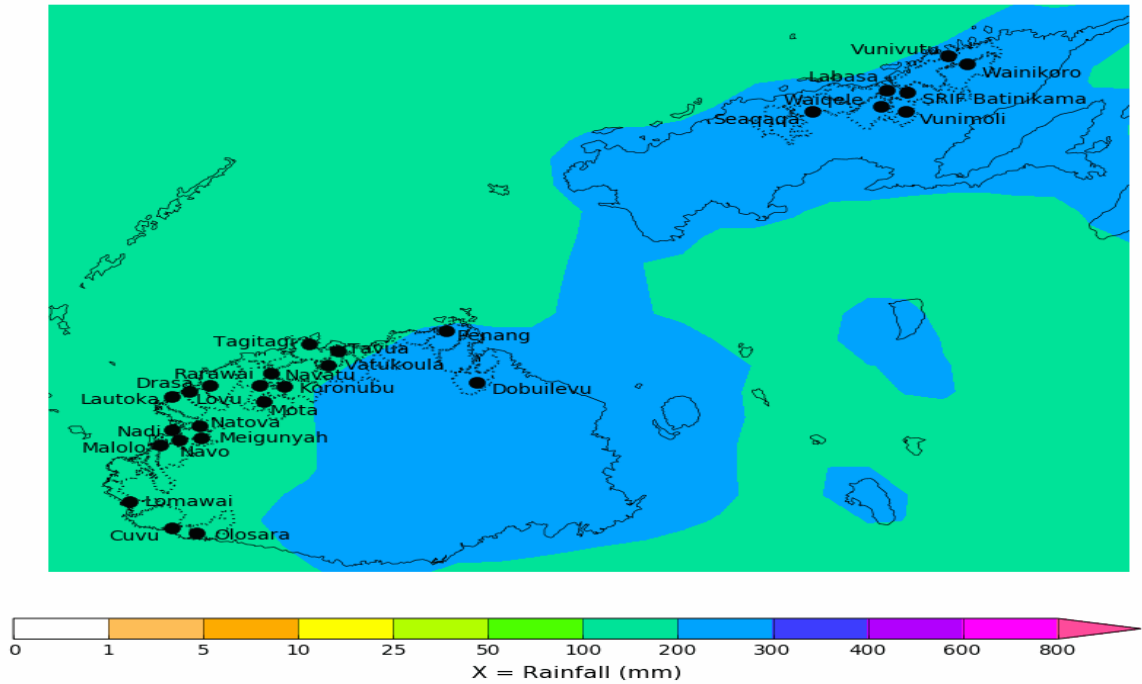 Vunivutu
Wainikoro
Labasa
SRIF Batinikama
Waiqele
Seaqaqa
Vunimoli
Penang
Tagitagi
Tavua
Vatukoula
Rarawai
Navatu
Drasa
Koronubu
Dobuilevu
Lautoka
Lovu
Mota
Natova
Nadi
Meigunyah
Malolo
Navo
Lomawai
Cuvu
Olosara
0 1 5 10 25 50 100 200 300 400 600 800
X = Rainfall (mm)